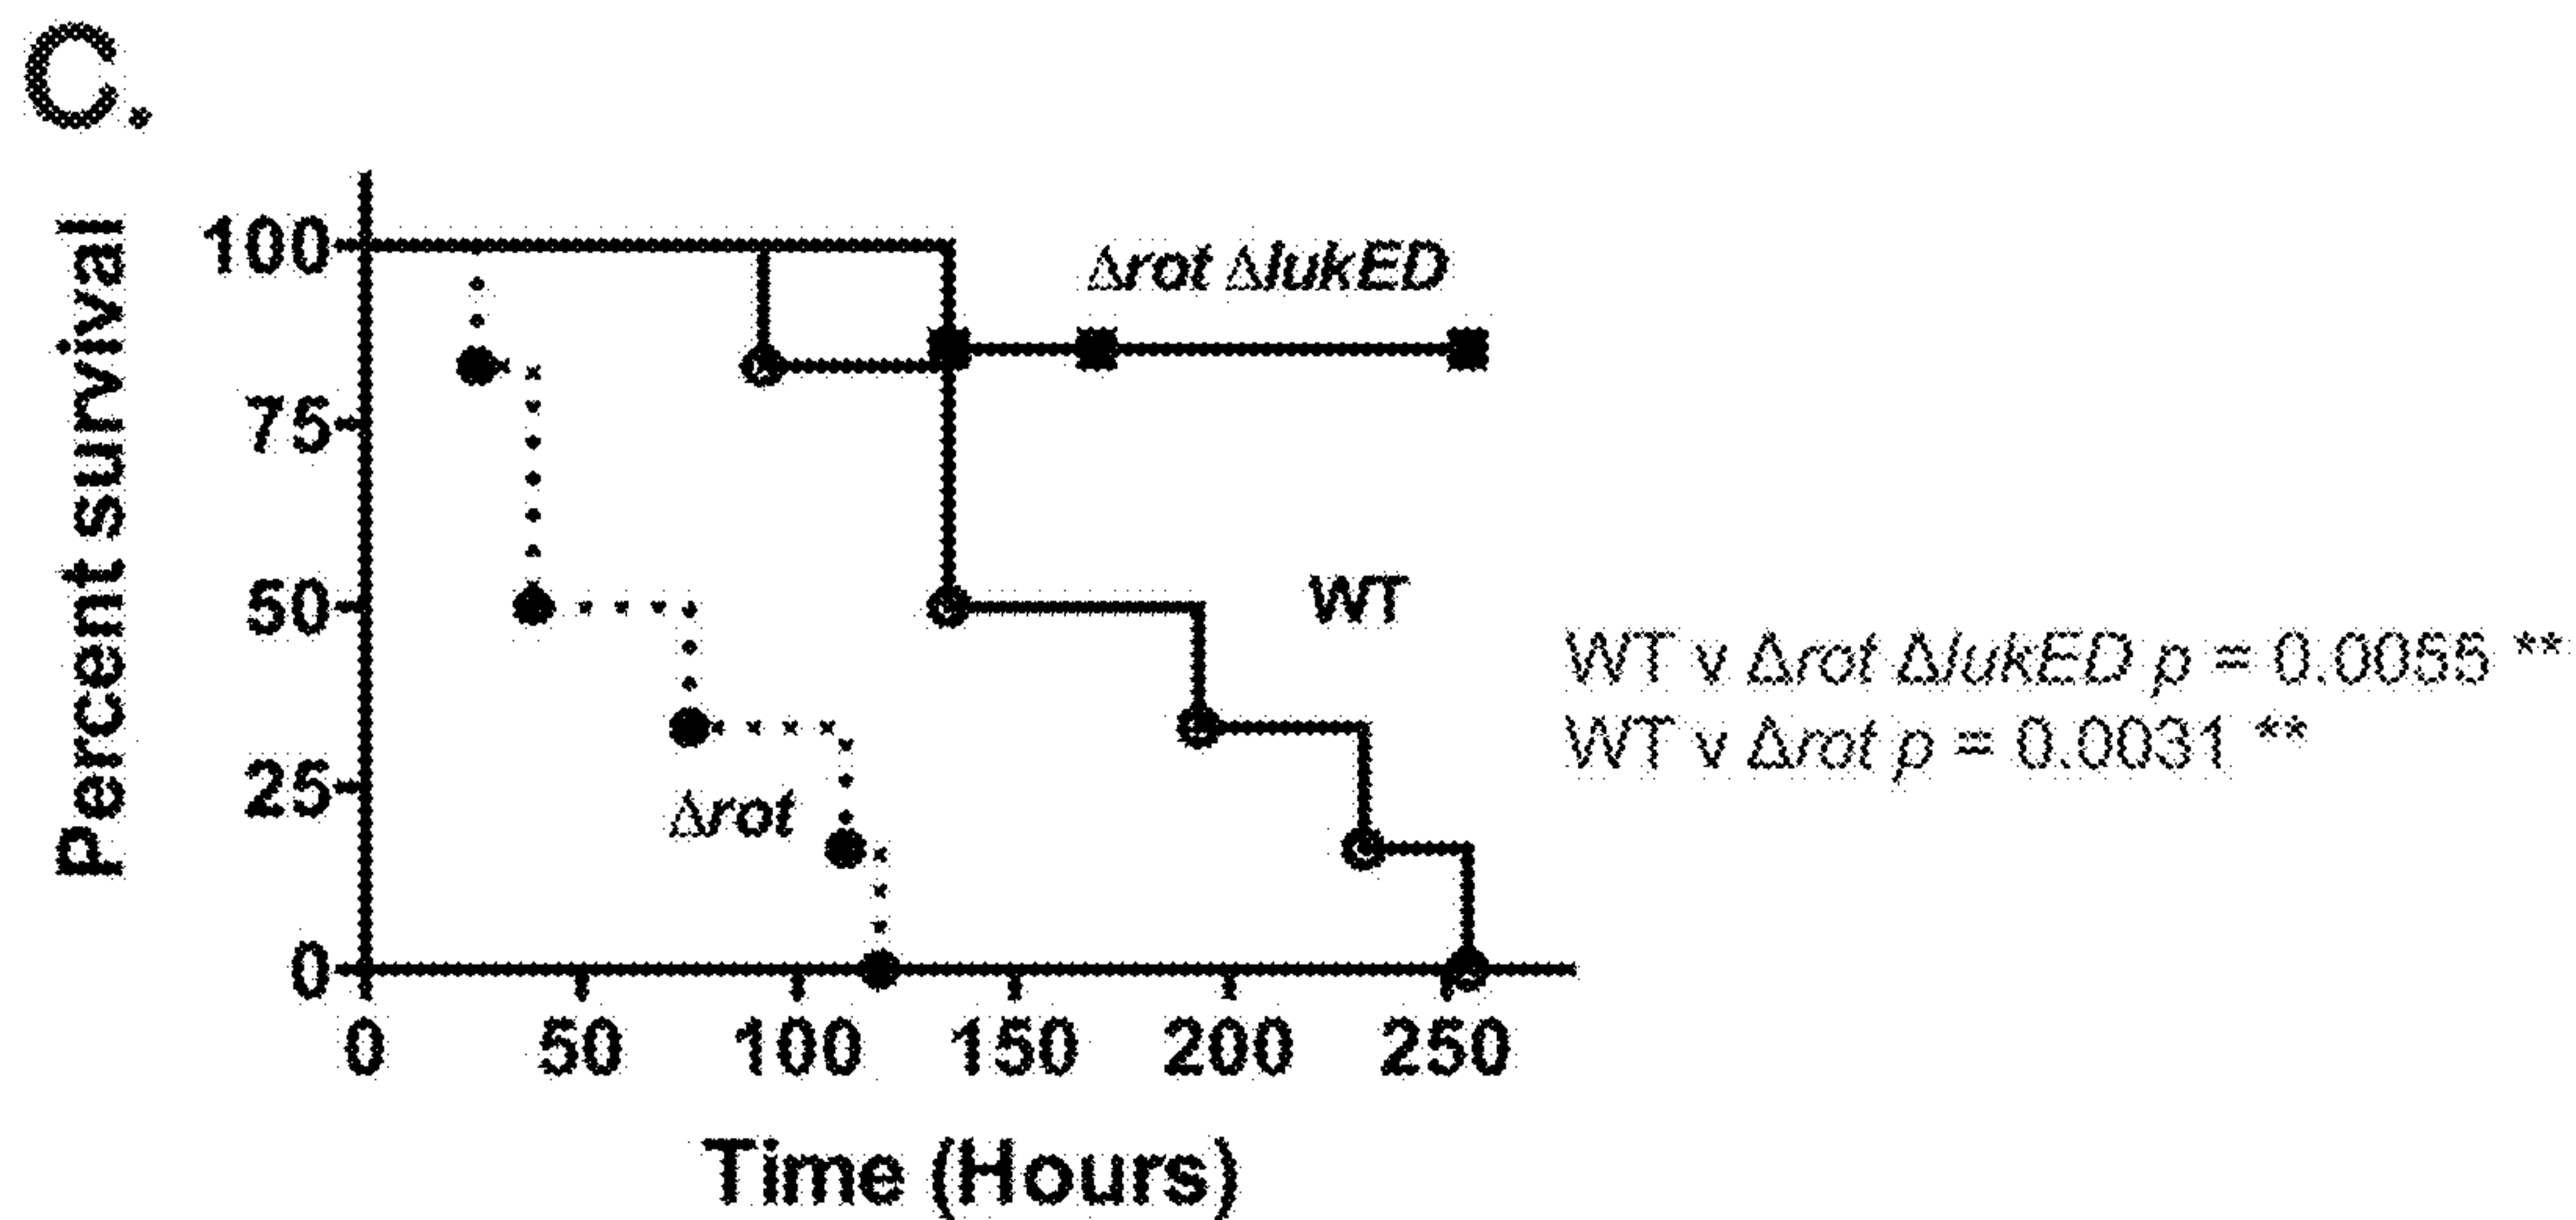 C.
Percent survival
100
75
50
25
0
Δrot ΔlukED
WT
Δrot
WT v Δrot ΔlukED p = 0.0055 **
WT v Δrot p = 0.0031 **
0 50 100 150 200 250
Time (Hours)